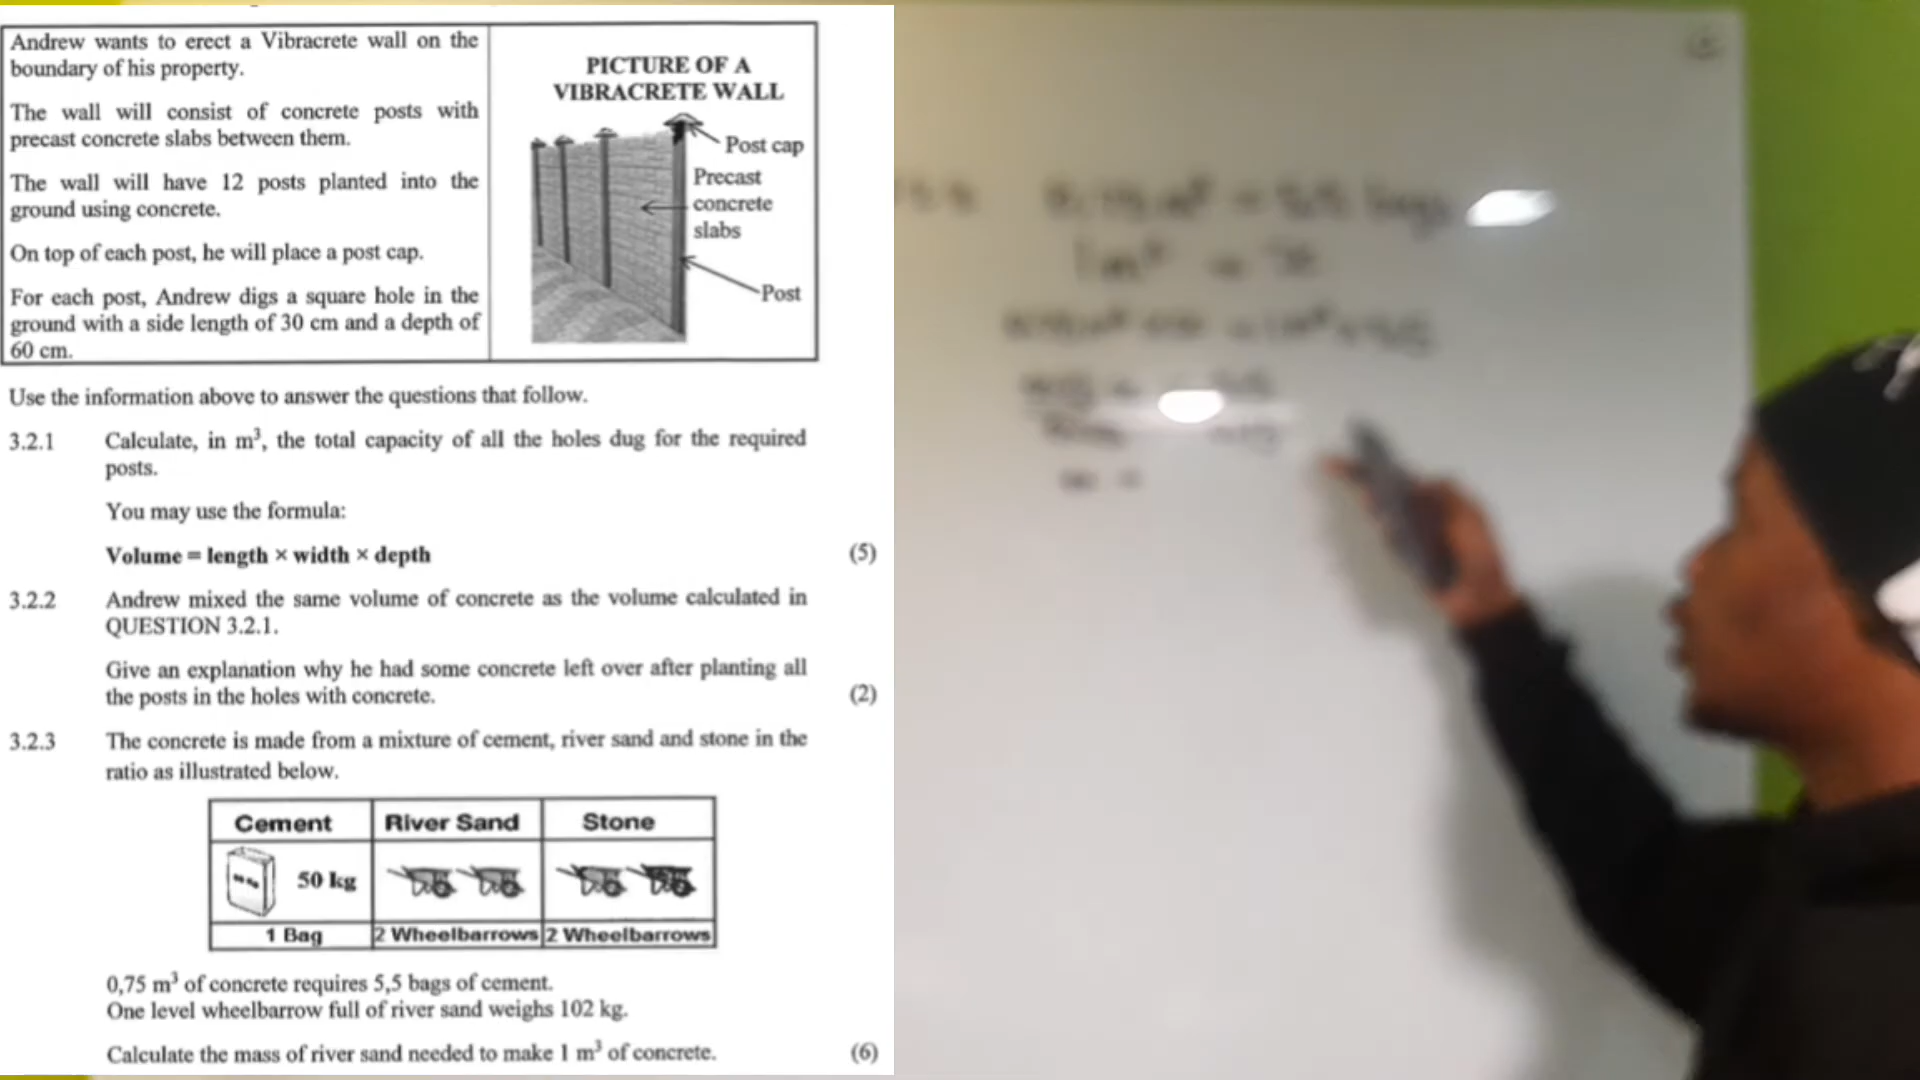 Andrew wants to erect a Vibracrete wall on the
boundary of his property.
The wall will consist of concrete posts with
precast concrete slabs between them.
The wall will have 12 posts planted into the
ground using concrete.
On top of each post, he will place a post cap.
For each post, Andrew digs a square hole in the
ground with a side length of 30 cm and a depth of
60 cm.
PICTURE OF A
VIBRACRETE WALL
Post cap
Precast
concrete
slabs
Post
Use the information above to answer the questions that follow.
3.2.1 Calculate, in m³, the total capacity of all the holes dug for the required
posts.
You may use the formula:
Volume = length × width × depth (5)
3.2.2 Andrew mixed the same volume of concrete as the volume calculated in
QUESTION 3.2.1.
Give an explanation why he had some concrete left over after planting all
the posts in the holes with concrete. (2)
3.2.3 The concrete is made from a mixture of cement, river sand and stone in the
ratio as illustrated below.
Cement River Sand Stone
50 kg
1 Bag 2 Wheelbarrows 2 Wheelbarrows
0,75 m³ of concrete requires 5,5 bags of cement.
One level wheelbarrow full of river sand weighs 102 kg.
Calculate the mass of river sand needed to make 1 m³ of concrete. (6)